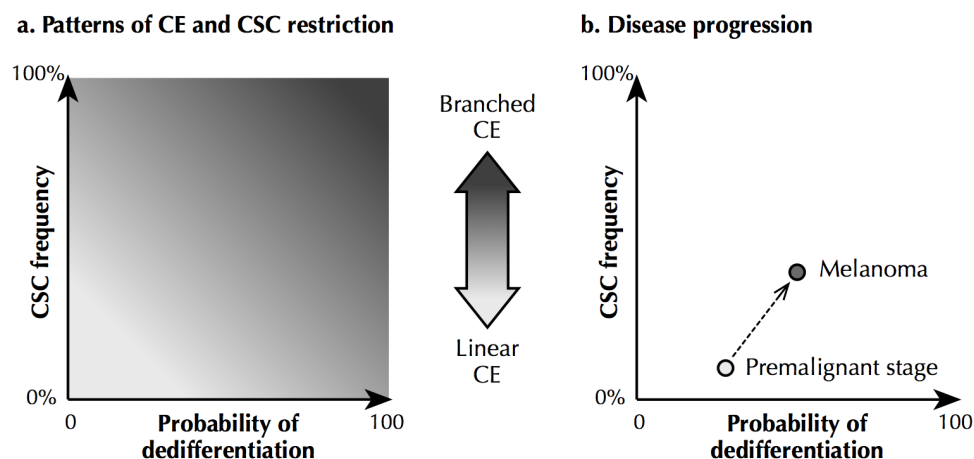 a. Patterns of CE and CSC restriction
100%
CSC frequency
0%
0
Probability of
dedifferentiation
100
Branched
CE
Linear
CE
b. Disease progression
100%
CSC frequency
0%
Melanoma
Premalignant stage
0
Probability of
dedifferentiation
100